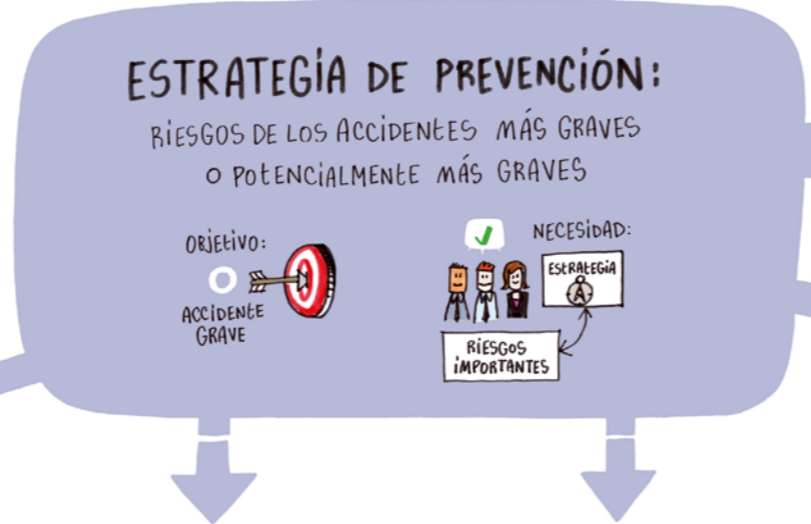 ESTRATEGIA DE PREVENCIÓN:
RIESGOS DE LOS ACCIDENTES MÁS GRAVES
O POTENCIALMENTE MÁS GRAVES
OBJETIVO:
O
ACCIDENTE
GRAVE
NECESIDAD:
ESTRATEGIA
RIESGOS
IMPORTANTES